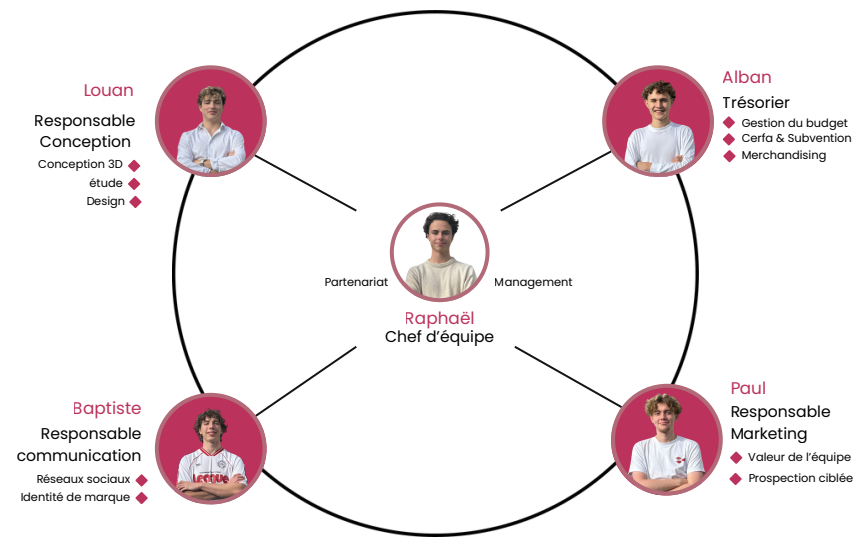 Louan
Responsable
Conception
Conception 3D
étude
Design
Alban
Trésorier
Gestion du budget
Cerfa & Subvention
Merchandising
Partenariat
Management
Raphaël
Chef d’équipe
Baptiste
Responsable
communication
Réseaux sociaux
Identité de marque
Paul
Responsable
Marketing
Valeur de l’équipe
Prospection ciblée